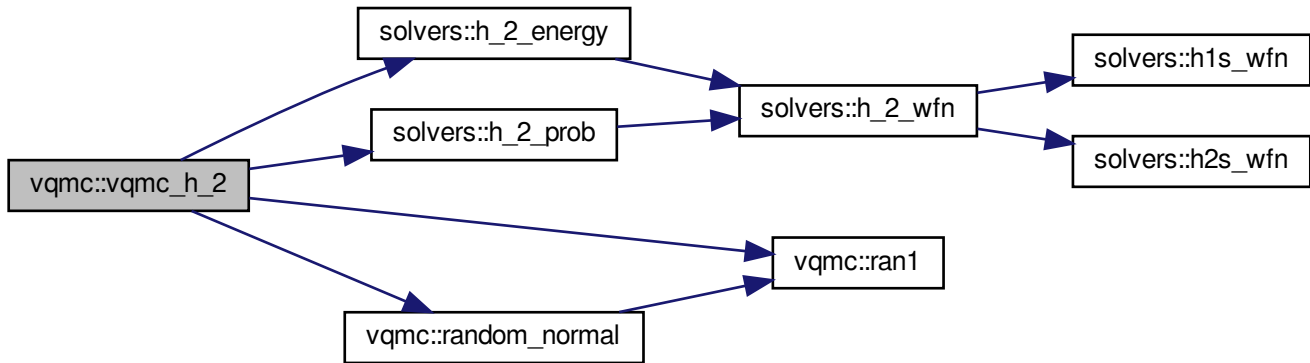 solvers::h_2_energy
solvers::h1s_wfn
solvers::h_2_wfn
solvers::h_2_prob
solvers::h2s_wfn
vqmc::vqmc_h_2
vqmc::ran1
vqmc::random_normal